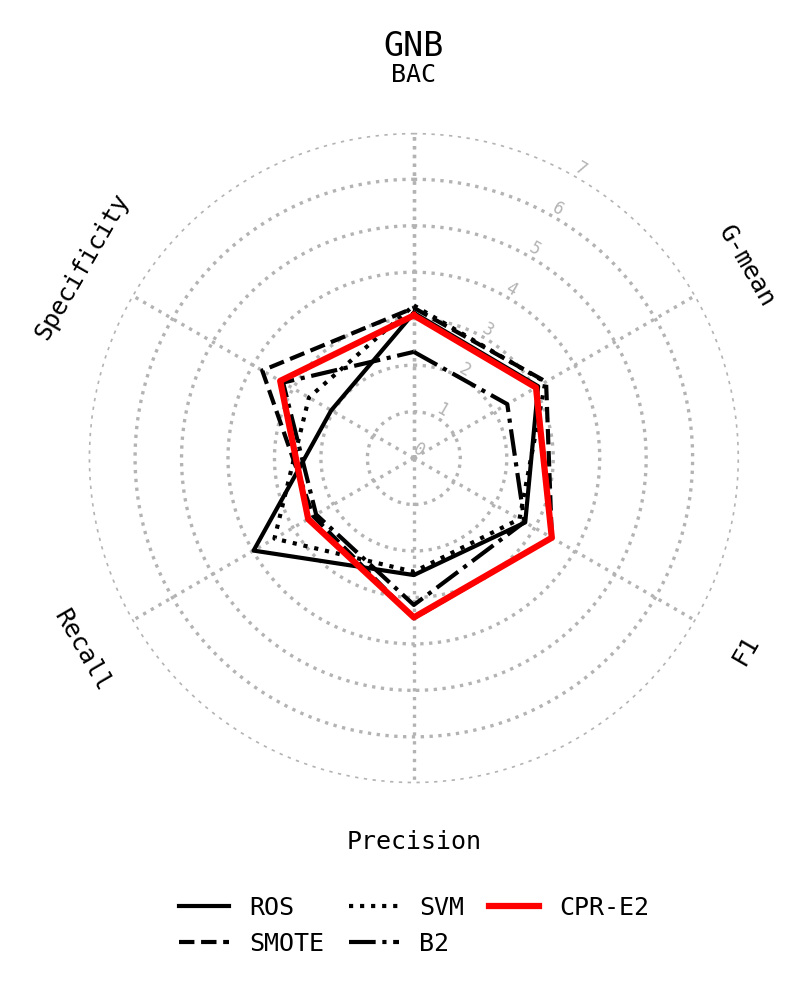 GNB
BAC
Specificity
G-mean
7
6
5
4
3
2
1
0
Recall
F1
Precision
ROS
SVM
CPR-E2
SMOTE
B2